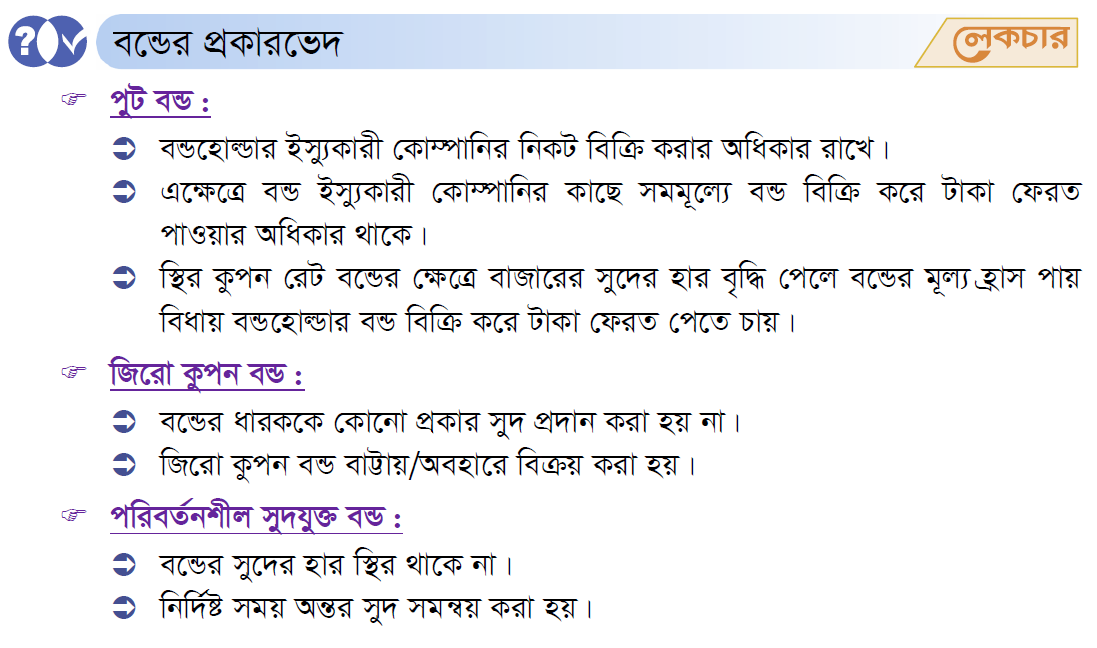 বন্ডের প্রকারভেদ
লেকচার
পুট বন্ড :
বন্ডহোল্ডার ইস্যুকারী কোম্পানির নিকট বিক্রি করার অধিকার রাখে।
এক্ষেত্রে বন্ড ইস্যুকারী কোম্পানির কাছে সমমূল্যে বন্ড বিক্রি করে টাকা ফেরত
পাওয়ার অধিকার থাকে।
স্থির কুপন রেট বন্ডের ক্ষেত্রে বাজারের সুদের হার বৃদ্ধি পেলে বন্ডের মূল্য হ্রাস পায়
বিধায় বন্ডহোল্ডার বন্ড বিক্রি করে টাকা ফেরত পেতে চায়।
জিরো কুপন বন্ড :
বন্ডের ধারককে কোনো প্রকার সুদ প্রদান করা হয় না।
জিরো কুপন বন্ড বাট্টায়/অবহারে বিক্রয় করা হয়।
পরিবর্তনশীল সুদযুক্ত বন্ড :
বন্ডের সুদের হার স্থির থাকে না।
নির্দিষ্ট সময় অন্তর সুদ সমন্বয় করা হয়।